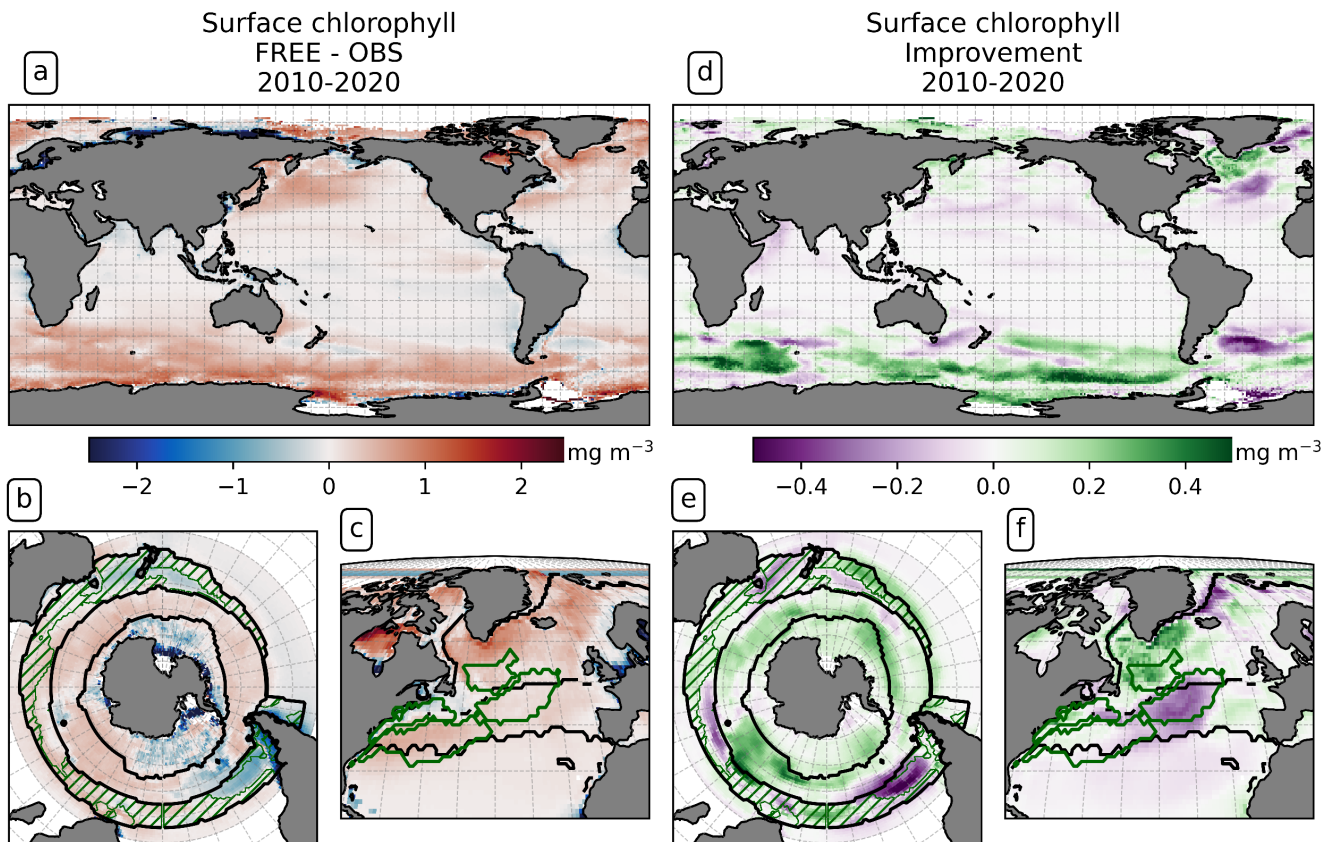 Surface chlorophyll
FREE - OBS
2010-2020
a
Surface chlorophyll
Improvement
2010-2020
d
mg m⁻³
−2 −1 0 1 2
mg m⁻³
−0.4 −0.2 0.0 0.2 0.4
b
c
e
f